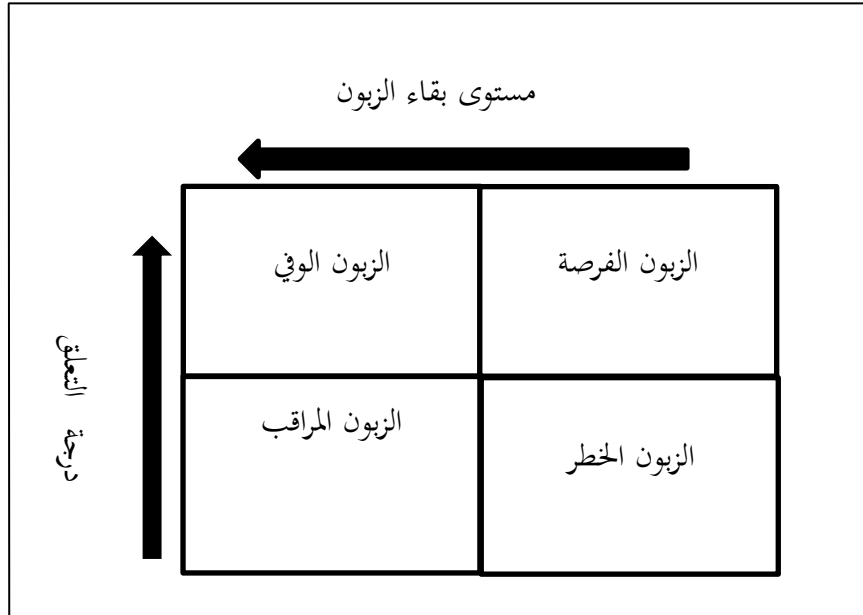 مستوى بقاء الزبون
الزبون الفرصة
الزبون الوفي
درجة التعلق
الزبون الخطر
الزبون المراقب